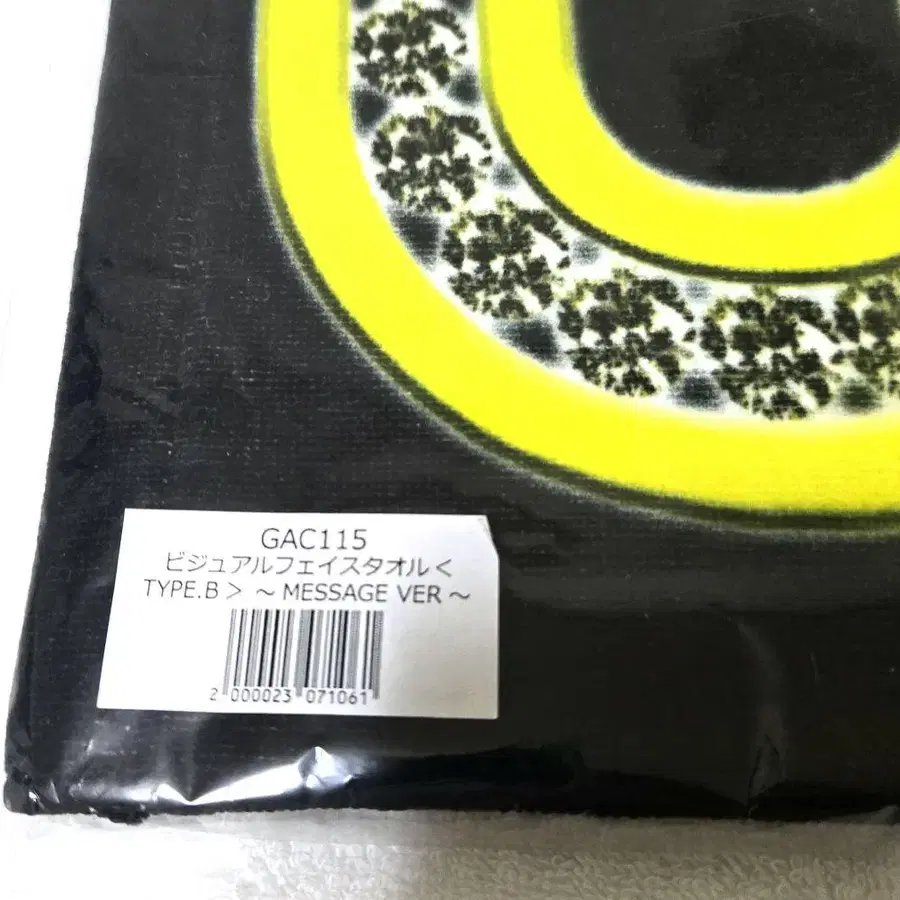 GAC115
ビジュアルフェイスタオル<
TYPE.B > ～ MESSAGE VER ～
2 000023 071061